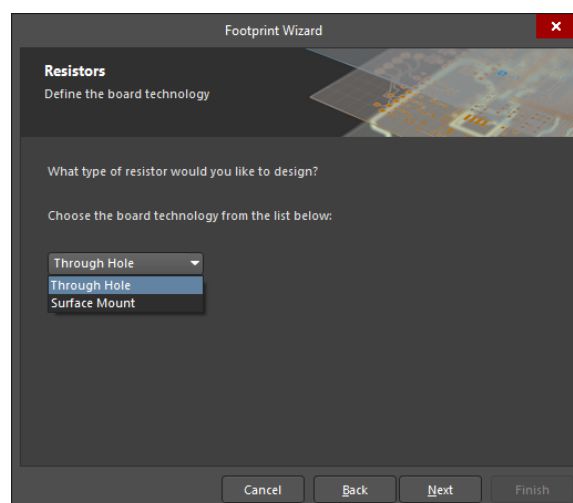 Footprint Wizard
Resistors
Define the board technology
What type of resistor would you like to design?
Choose the board technology from the list below:
Through Hole
Through Hole
Surface Mount
Cancel
Back
Next
Finish